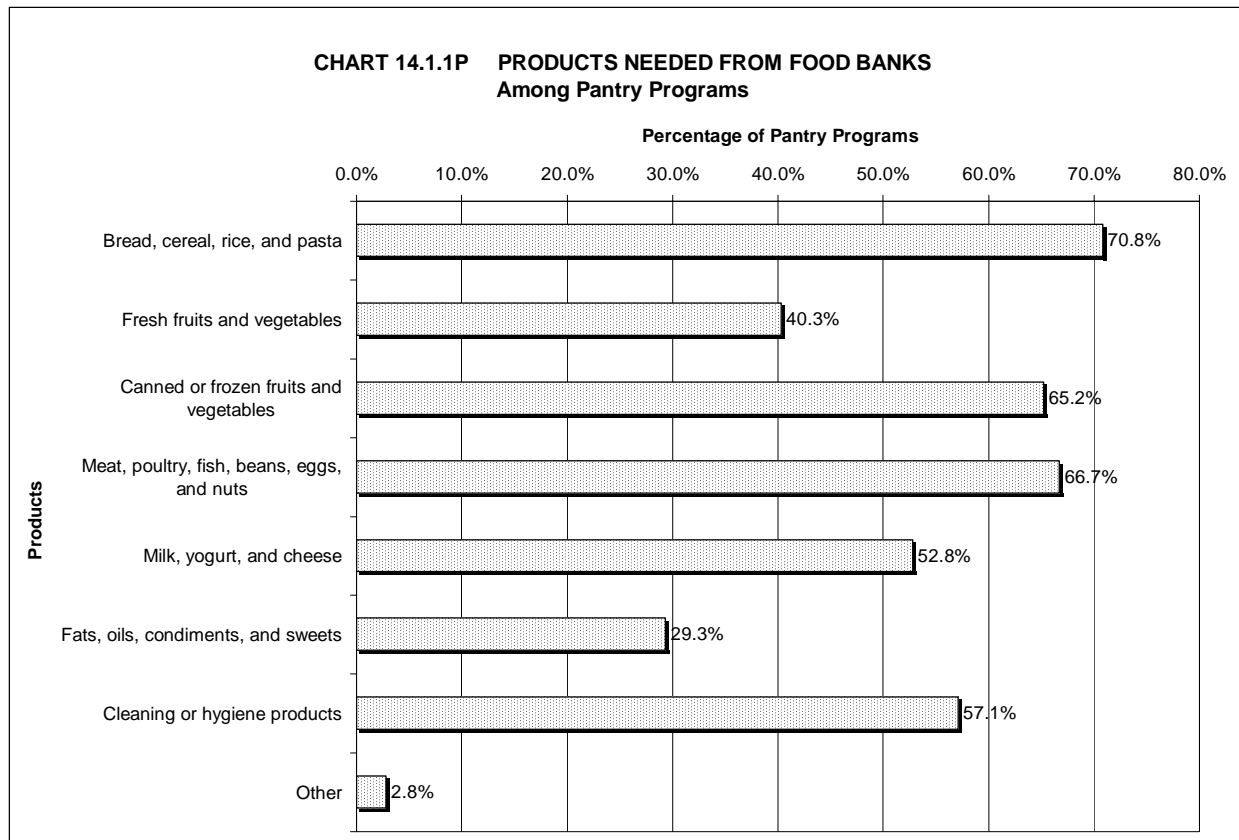 CHART 14.1.1P PRODUCTS NEEDED FROM FOOD BANKS
Among Pantry Programs
Percentage of Pantry Programs
0.0% 10.0% 20.0% 30.0% 40.0% 50.0% 60.0% 70.0% 80.0%
Products
Bread, cereal, rice, and pasta 70.8%
Fresh fruits and vegetables 40.3%
Canned or frozen fruits and
vegetables 65.2%
Meat, poultry, fish, beans, eggs,
and nuts 66.7%
Milk, yogurt, and cheese 52.8%
Fats, oils, condiments, and sweets 29.3%
Cleaning or hygiene products 57.1%
Other 2.8%